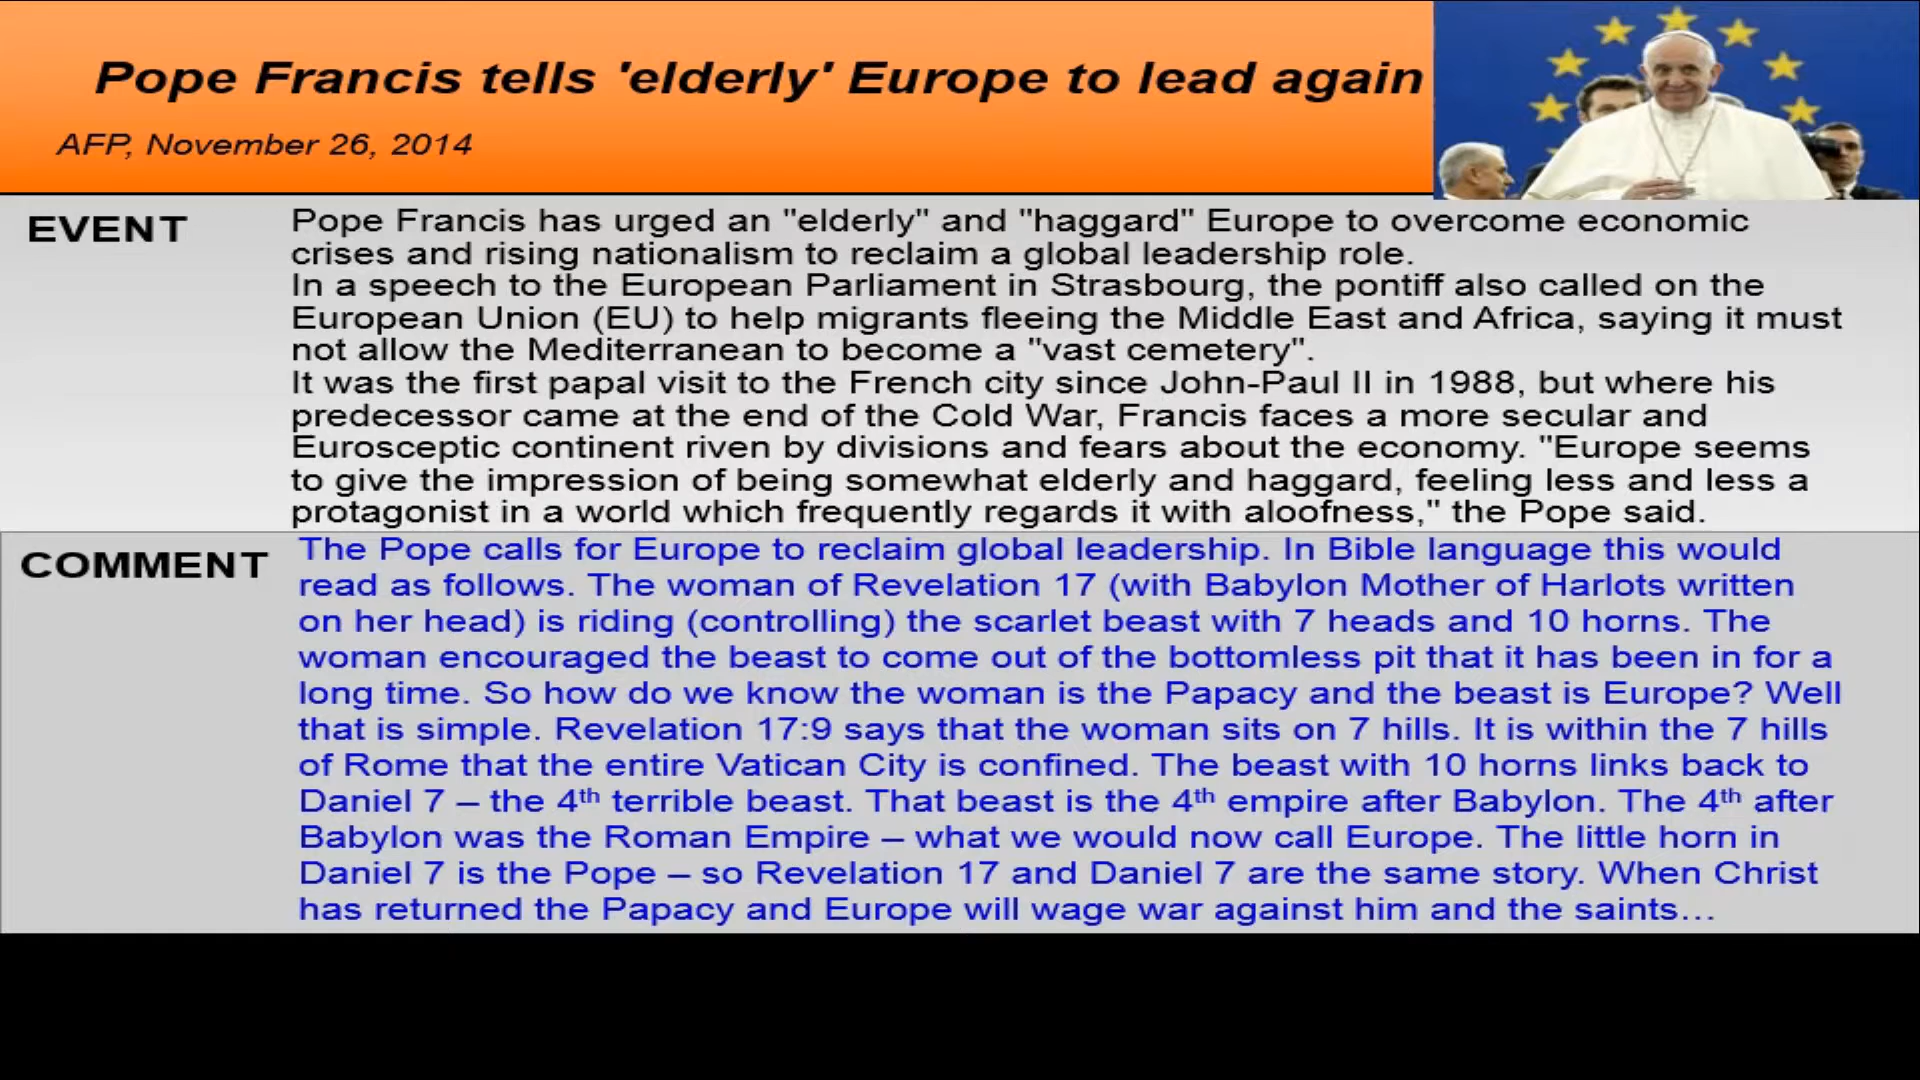 Pope Francis tells 'elderly' Europe to lead again
AFP, November 26, 2014
EVENT
Pope Francis has urged an "elderly" and "haggard" Europe to overcome economic
crises and rising nationalism to reclaim a global leadership role.
In a speech to the European Parliament in Strasbourg, the pontiff also called on the
European Union (EU) to help migrants fleeing the Middle East and Africa, saying it must
not allow the Mediterranean to become a "vast cemetery".
It was the first papal visit to the French city since John-Paul II in 1988, but where his
predecessor came at the end of the Cold War, Francis faces a more secular and
Eurosceptic continent riven by divisions and fears about the economy. "Europe seems
to give the impression of being somewhat elderly and haggard, feeling less and less a
protagonist in a world which frequently regards it with aloofness," the Pope said.
COMMENT
The Pope calls for Europe to reclaim global leadership. In Bible language this would
read as follows. The woman of Revelation 17 (with Babylon Mother of Harlots written
on her head) is riding (controlling) the scarlet beast with 7 heads and 10 horns. The
woman encouraged the beast to come out of the bottomless pit that it has been in for a
long time. So how do we know the woman is the Papacy and the beast is Europe? Well
that is simple. Revelation 17:9 says that the woman sits on 7 hills. It is within the 7 hills
of Rome that the entire Vatican City is confined. The beast with 10 horns links back to
Daniel 7 – the 4th terrible beast. That beast is the 4th empire after Babylon. The 4th after
Babylon was the Roman Empire – what we would now call Europe. The little horn in
Daniel 7 is the Pope – so Revelation 17 and Daniel 7 are the same story. When Christ
has returned the Papacy and Europe will wage war against him and the saints...